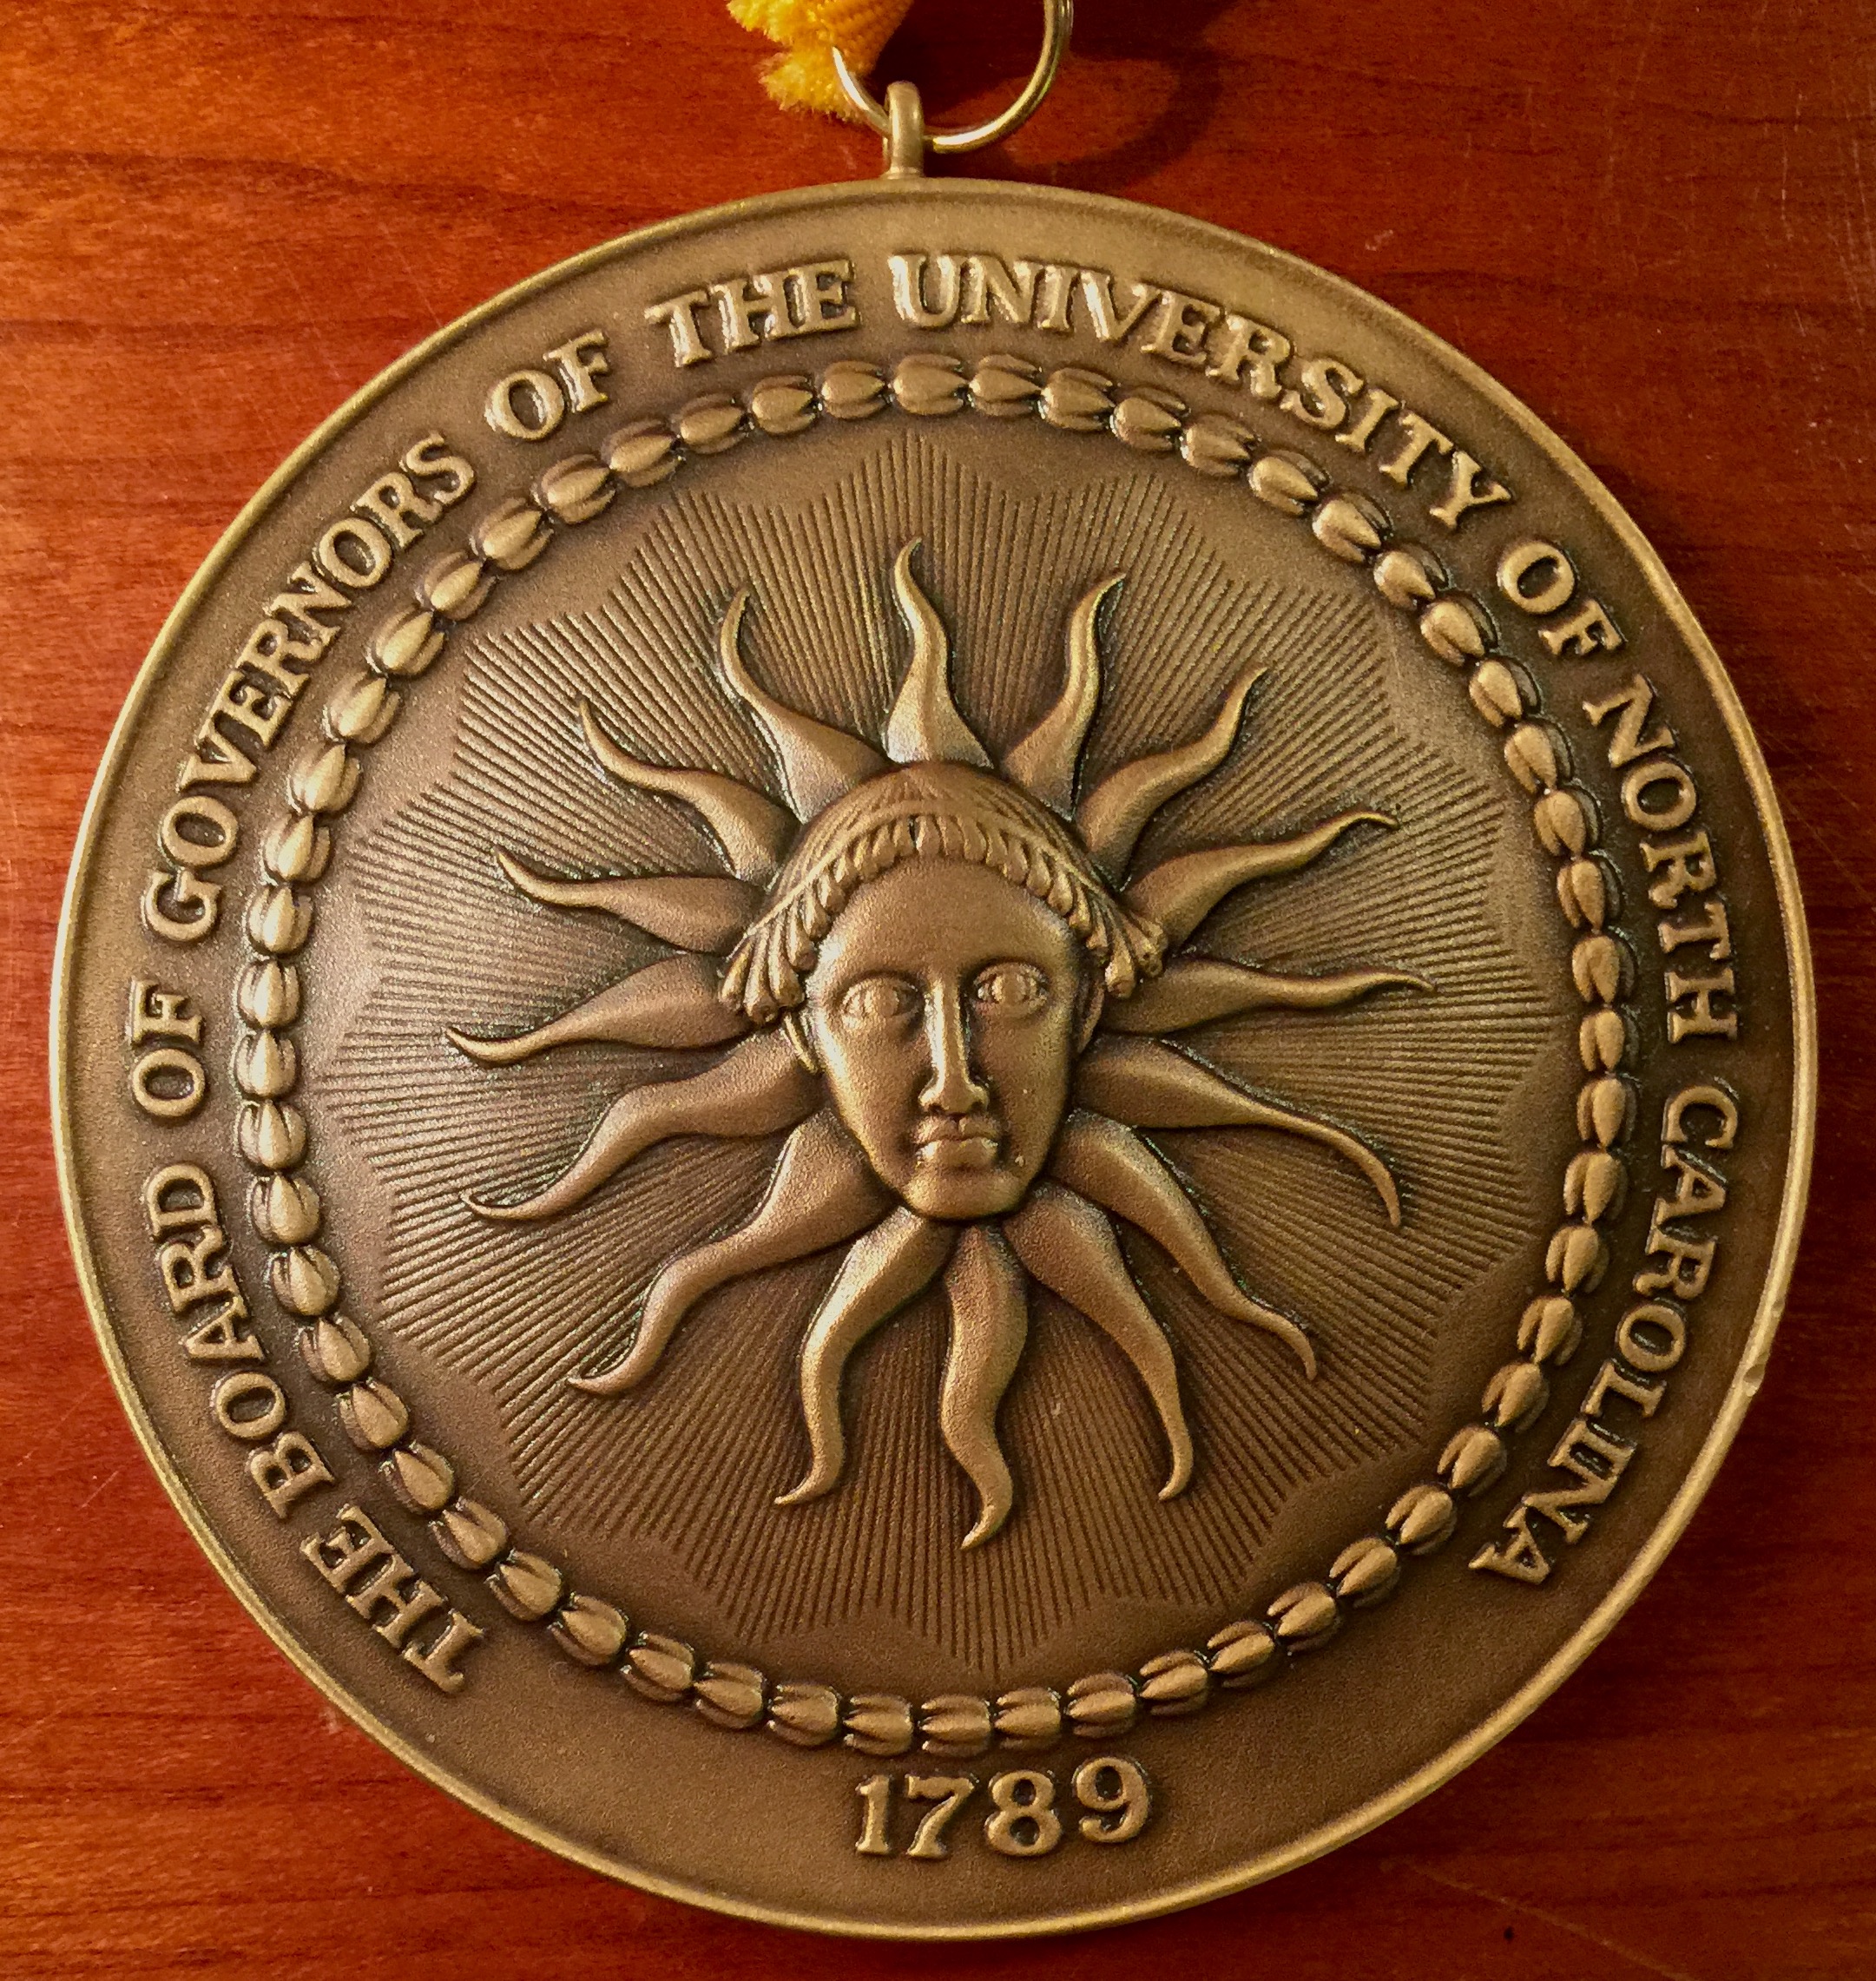 THE BOARD OF GOVERNORS OF THE UNIVERSITY OF NORTH CAROLINA
1789